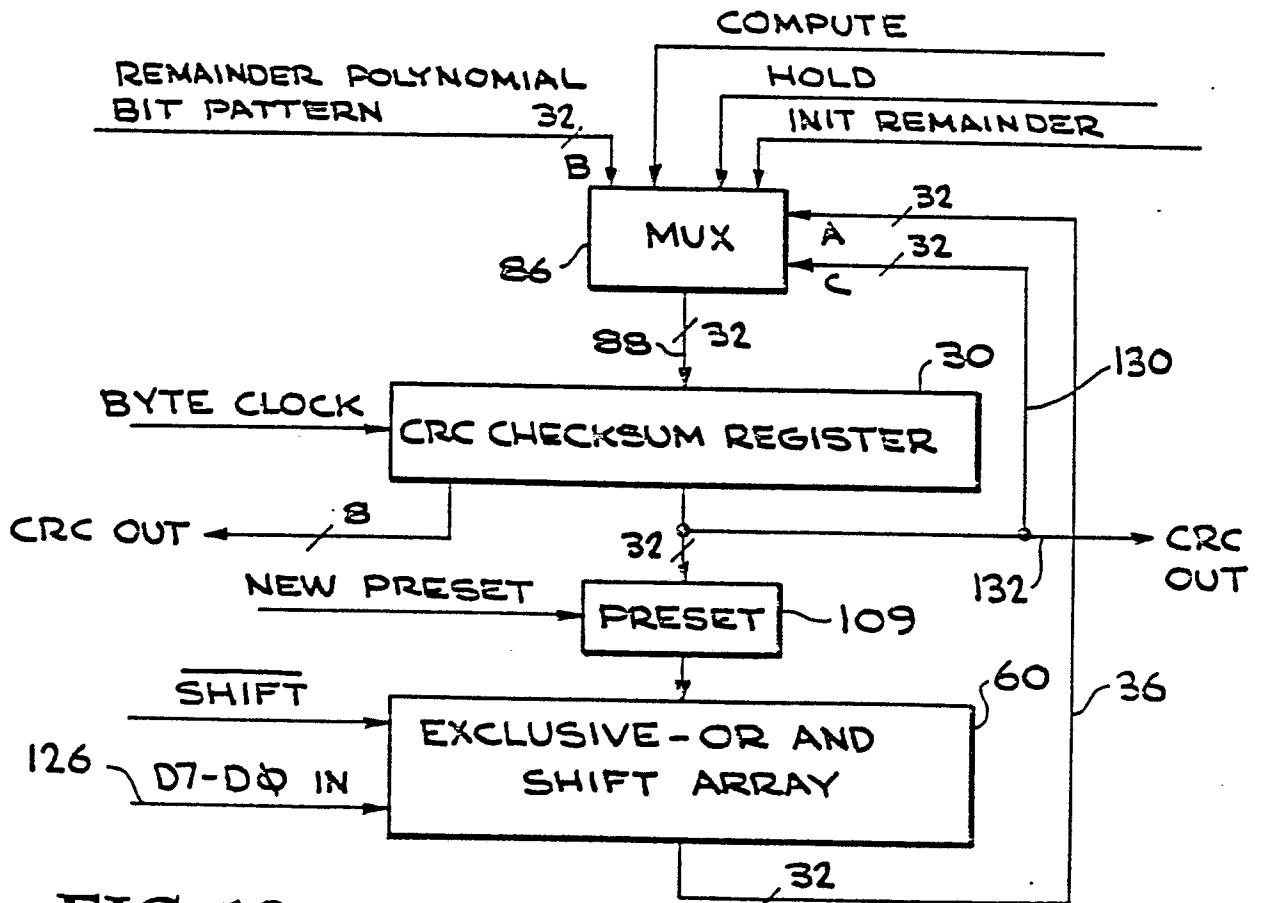 COMPUTE
REMAINDER POLYNOMIAL
BIT PATTERN
32
HOLD
INIT REMAINDER
B
MUX
86
32
A
32
C
88
32
30
130
BYTE CLOCK
CRC CHECKSUM REGISTER
CRC OUT
8
32
132
CRC
OUT
NEW PRESET
PRESET
109
SHIFT
60
36
126
D7-DØ IN
EXCLUSIVE-OR AND
SHIFT ARRAY
32